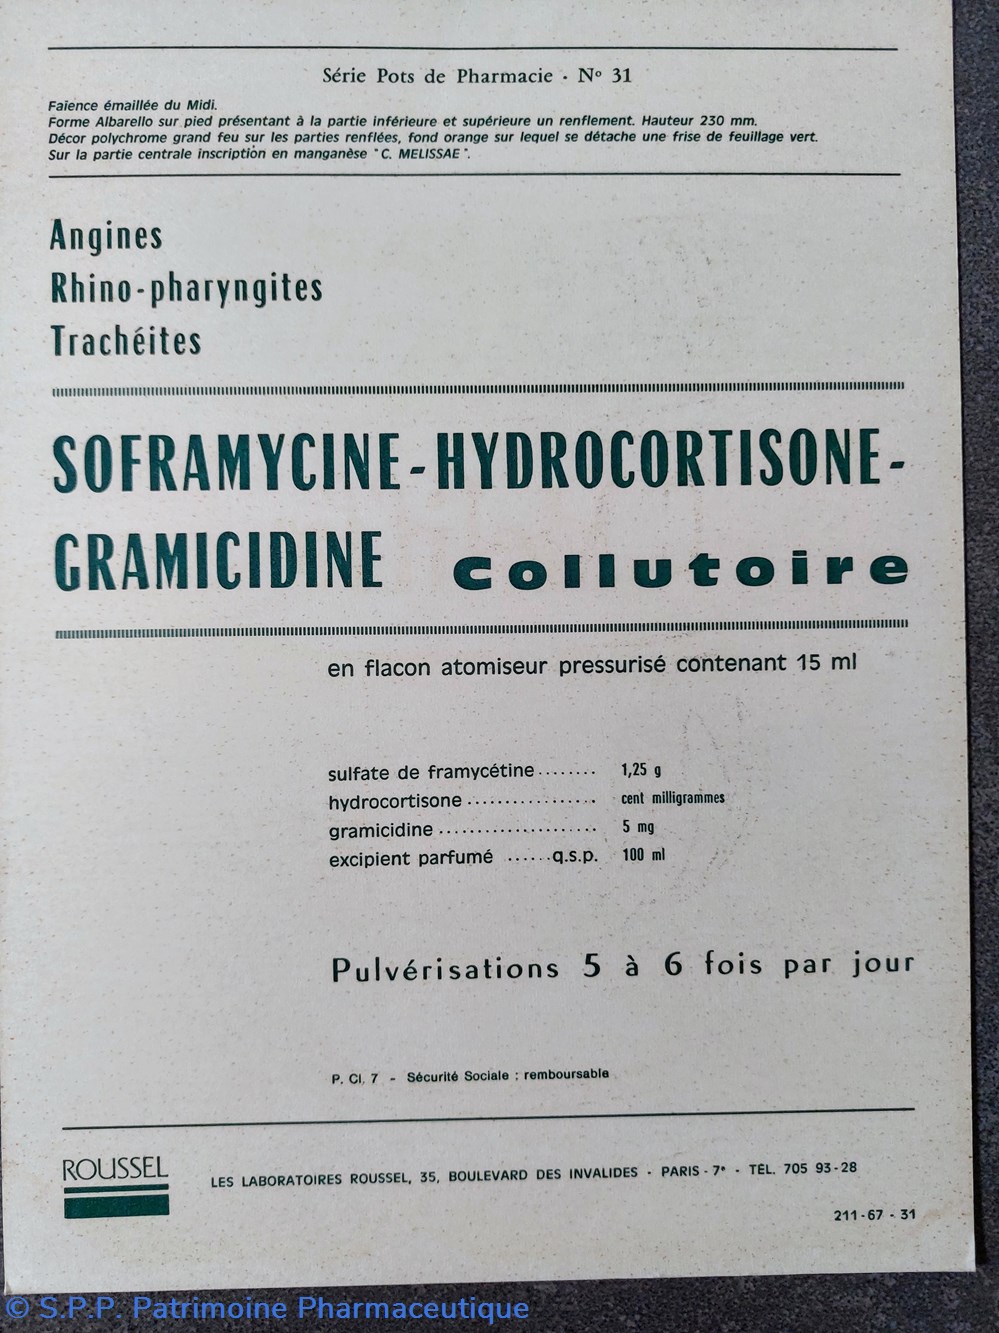 Série Pots de Pharmacie - Nº 31
Faïence émaillée du Midi.
Forme Albarello sur pied présentant à la partie inférieure et supérieure un renflement. Hauteur 230 mm.
Décor polychrome grand feu sur les parties renflées, fond orange sur lequel se détache une frise de feuillage vert.
Sur la partie centrale inscription en manganèse "C. MELISSAE".
Angines
Rhino-pharyngites
Trachéites
SOFRAMYCINE-HYDROCORTISONE-
GRAMICIDINE collutoire
en flacon atomiseur pressurisé contenant 15 ml
sulfate de framycétine........ 1,25 g
hydrocortisone................. cent milligrammes
gramicidine..................... 5 mg
excipient parfumé ......q.s.p. 100 ml
Pulvérisations 5 à 6 fois par jour
P. Cl. 7 - Sécurité Sociale : remboursable
ROUSSEL
LES LABORATOIRES ROUSSEL, 35, BOULEVARD DES INVALIDES - PARIS-7e - TÉL. 705 93-28
211-67-31
© S.P.P. Patrimoine Pharmaceutique